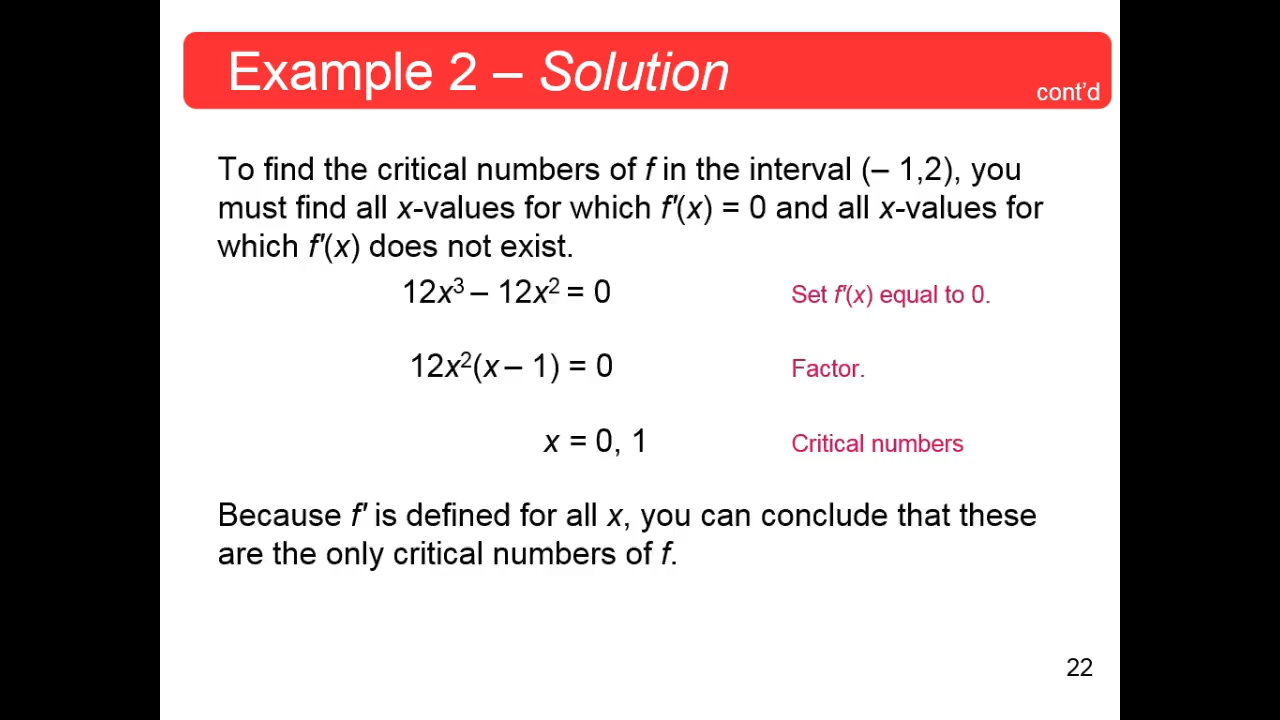 Example 2 – Solution
cont'd
To find the critical numbers of f in the interval (– 1,2), you
must find all x-values for which f'(x) = 0 and all x-values for
which f'(x) does not exist.
12x³ – 12x² = 0 Set f'(x) equal to 0.
12x²(x – 1) = 0 Factor.
x = 0, 1 Critical numbers
Because f' is defined for all x, you can conclude that these
are the only critical numbers of f.
22